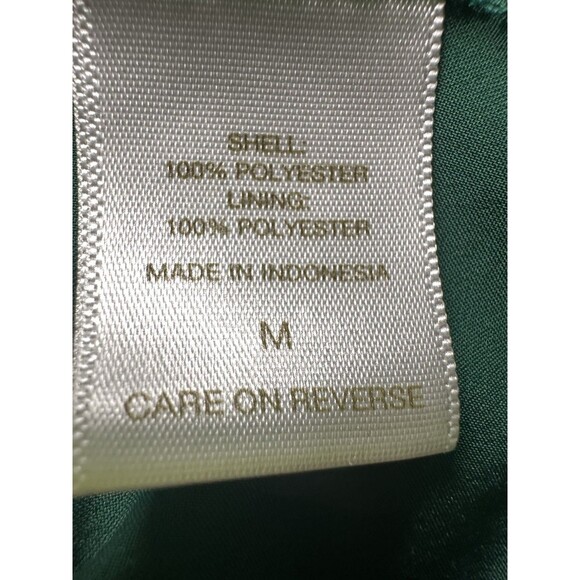 SHELL:
100% POLYESTER
LINING:
100% POLYESTER
MADE IN INDONESIA
M
CARE ON REVERSE